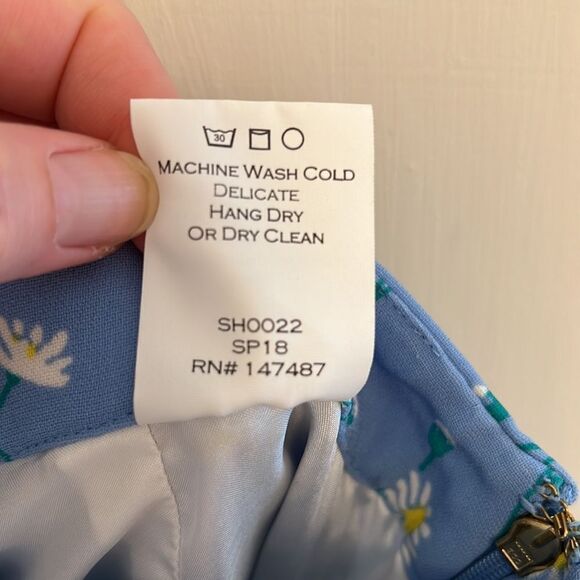 30
MACHINE WASH COLD
DELICATE
HANG DRY
OR DRY CLEAN
SH0022
SP18
RN# 147487